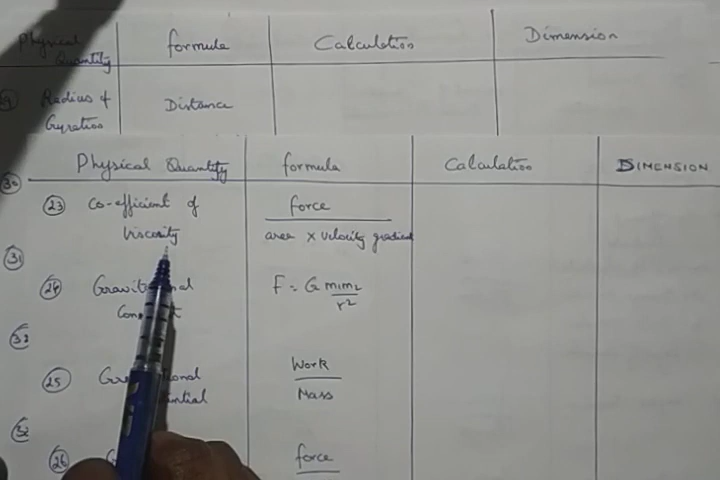 Physical Quantity formula Calculation Dimension
Radius of Gyration Distance
Physical Quantity formula Calculation DIMENSION
30
23 Co-efficient of Viscosity force / area × velocity gradient
31
24 F = G m1m2 / r2
25 Work / Mass
26 force